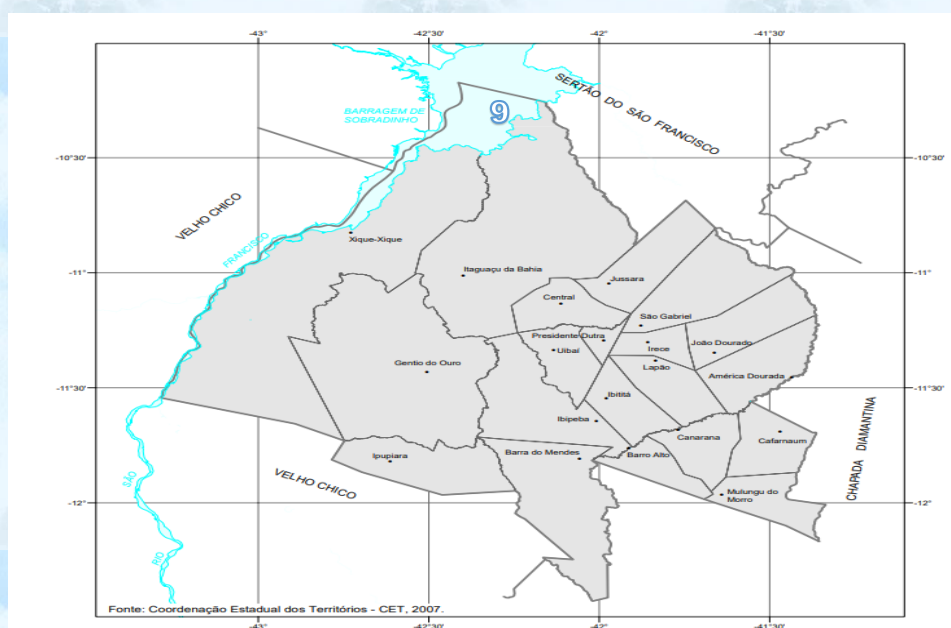 -43°
-42°30'
-42°
-41°30'
SERTÃO DO SÃO FRANCISCO
BARRAGEM DE
SOBRADINHO
9
-10°30'
-10°30'
VELHO CHICO
FRANCISCO
Xique-Xique
-11°
-11°
Itaguaçu da Bahia
Jussara
Central
São Gabriel
Presidente Dutra
Uibaí
Irece
João Dourado
Lapão
Gentio do Ouro
América Dourada
-11°30'
-11°30'
Ibititá
Ibipeba
Canarana
Cafarnaum
CHAPADA DIAMANTINA
Ipupiara
Barra do Mendes
Barro Alto
VELHO CHICO
Mulungu do
Morro
SÃO
-12°
-12°
RIO
Fonte: Coordenação Estadual dos Territórios - CET, 2007.
-43°
-42°30'
-42°
-41°30'